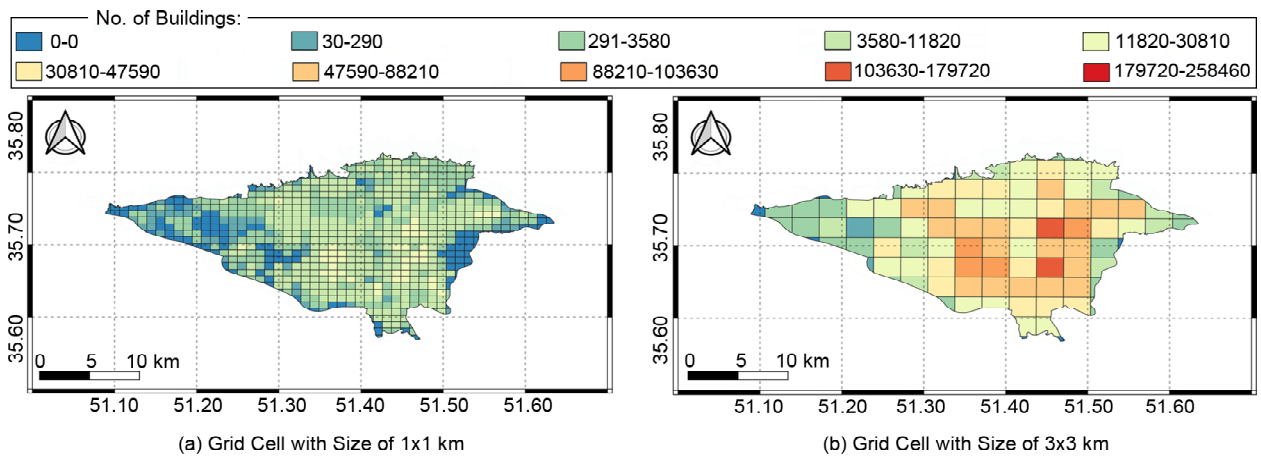 No. of Buildings:
0-0
30-290
291-3580
3580-11820
11820-30810
30810-47590
47590-88210
88210-103630
103630-179720
179720-258460
35.80
35.70
35.60
0 5 10 km
51.10 51.20 51.30 51.40 51.50 51.60
(a) Grid Cell with Size of 1x1 km
35.80
35.70
35.60
0 5 10 km
51.10 51.20 51.30 51.40 51.50 51.60
(b) Grid Cell with Size of 3x3 km